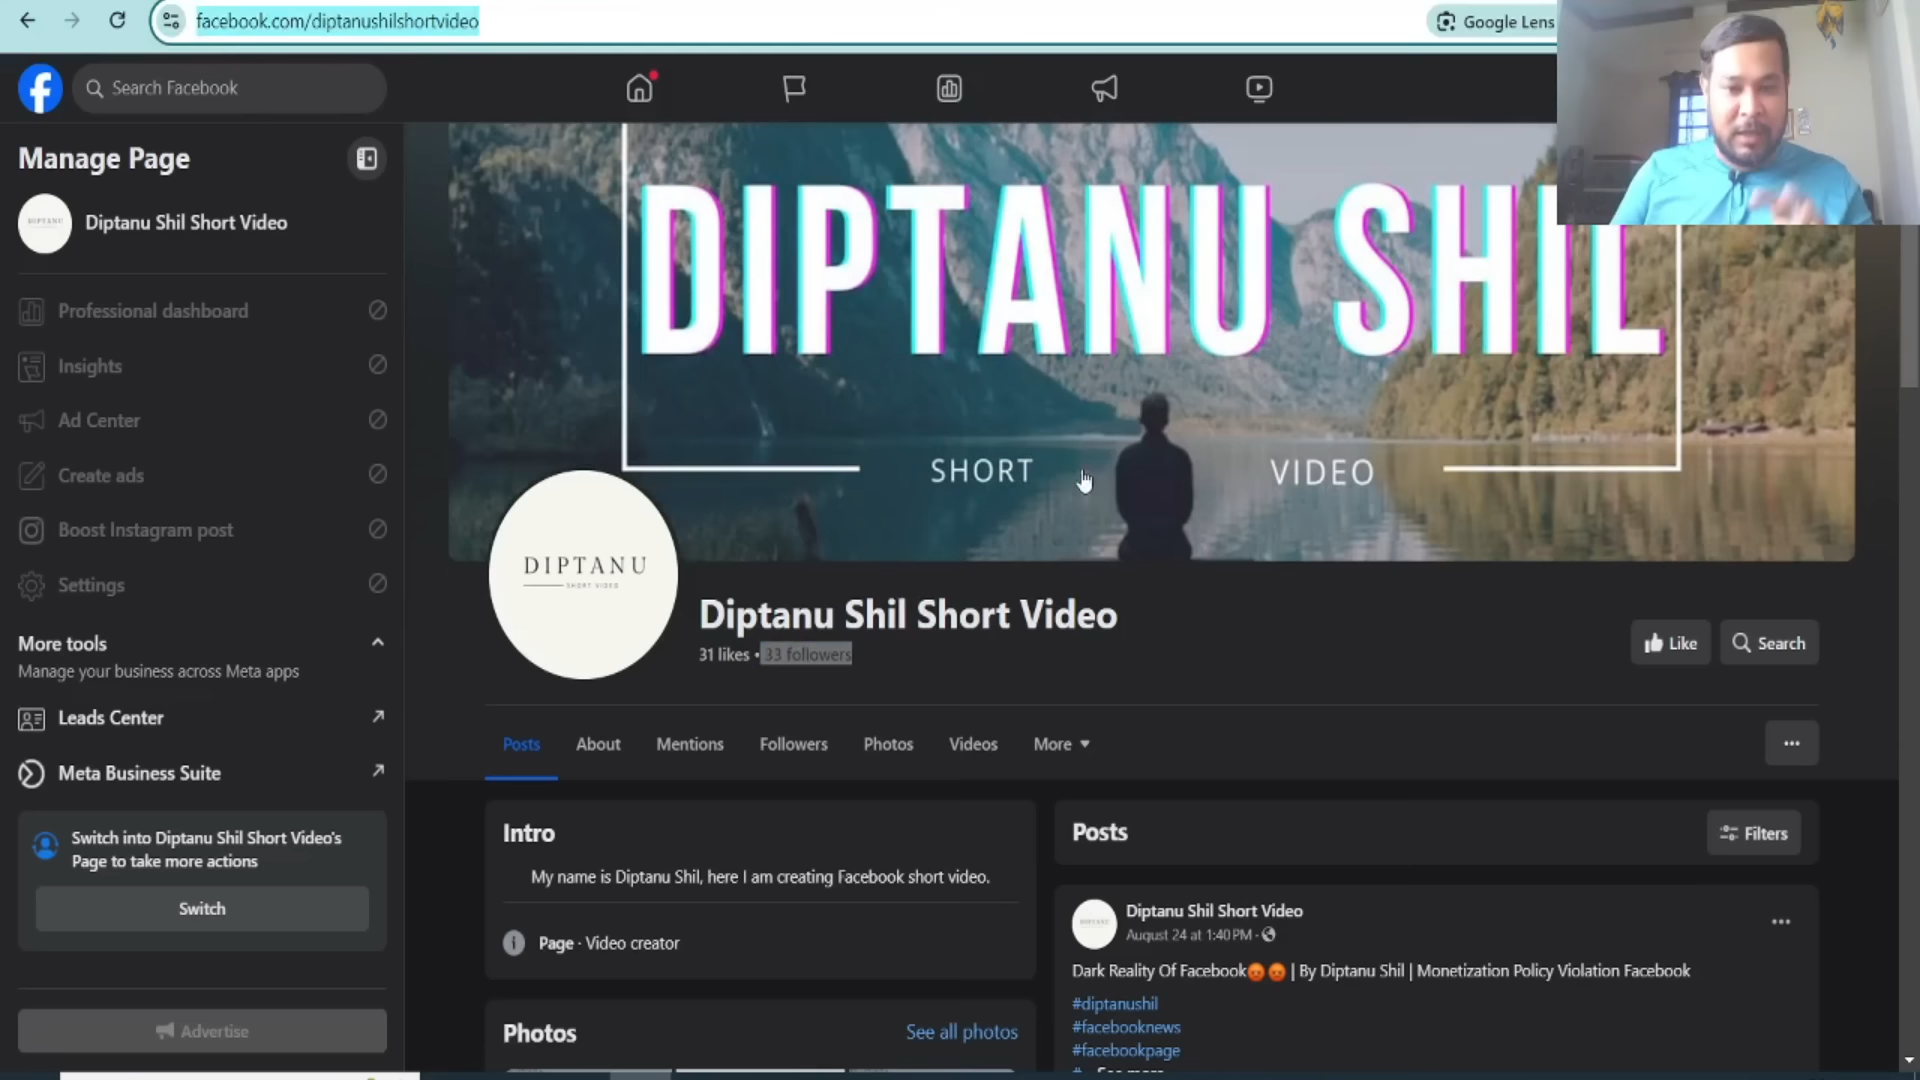 facebook.com/diptanushilshortvideo
Google Lens
Search Facebook
Manage Page
Diptanu Shil Short Video
Professional dashboard
Insights
Ad Center
Create ads
Boost Instagram post
Settings
More tools
Manage your business across Meta apps
Leads Center
Meta Business Suite
Switch into Diptanu Shil Short Video's
Page to take more actions
Switch
Advertise
DIPTANU SHIL
SHORT VIDEO
DIPTANU
SHORT VIDEO
Diptanu Shil Short Video
31 likes • 33 followers
Like
Search
Posts
About
Mentions
Followers
Photos
Videos
More
Intro
My name is Diptanu Shil, here I am creating Facebook short video.
Page · Video creator
Photos
See all photos
Posts
Filters
Diptanu Shil Short Video
August 24 at 1:40 PM ·
Dark Reality Of Facebook😡😡 | By Diptanu Shil | Monetization Policy Violation Facebook
#diptanushil
#facebooknews
#facebookpage